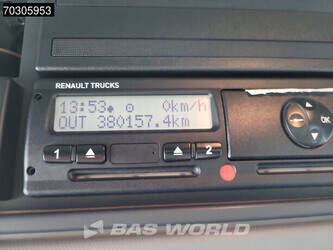 70305953
RENAULT TRUCKS
13:53 0km/h
OUT 380157.4km
1 2
OK
BAS WORLD